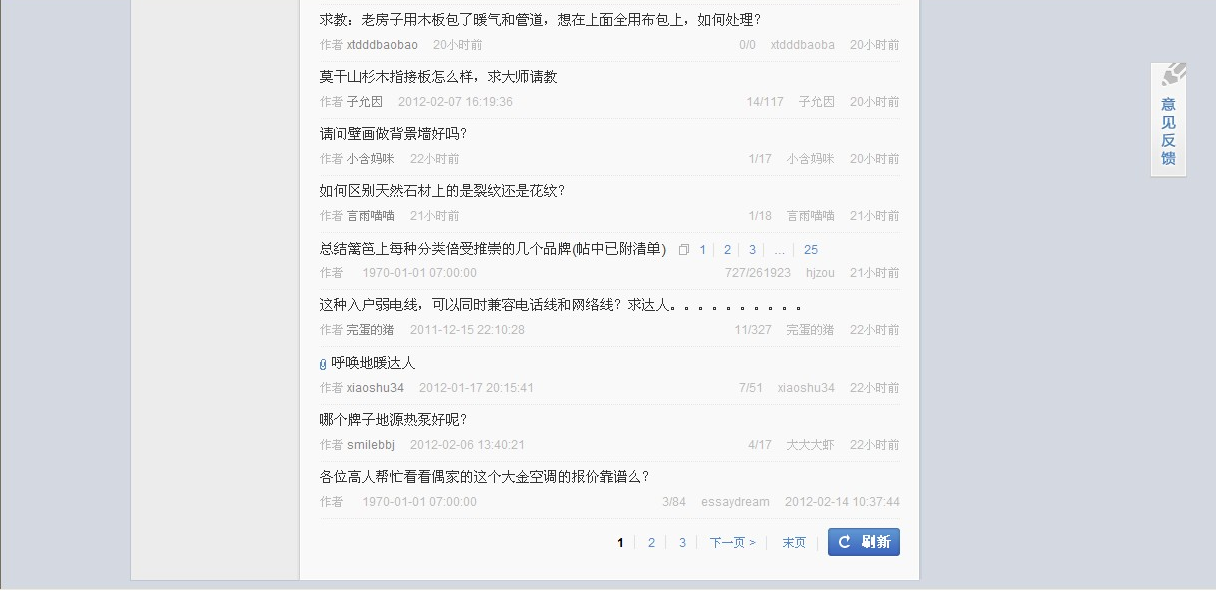 求教：老房子用木板包了暖气和管道，想在上面全用布包上，如何处理？
作者 xtdddbaobao 20小时前 0/0 xtdddbaoba 20小时前
莫干山杉木指接板怎么样，求大师请教
作者 子允因 2012-02-07 16:19:36 14/117 子允因 20小时前
请问壁画做背景墙好吗？
作者 小含妈咪 22小时前 1/17 小含妈咪 20小时前
如何区别天然石材上的是裂纹还是花纹？
作者 言雨喵喵 21小时前 1/18 言雨喵喵 21小时前
总结篱笆上每种分类倍受推崇的几个品牌(帖中已附清单) 1 2 3 ... 25
作者 1970-01-01 07:00:00 727/261923 hjzou 21小时前
这种入户弱电线，可以同时兼容电话线和网络线？求达人。。。。。。。。。。
作者 完蛋的猪 2011-12-15 22:10:28 11/327 完蛋的猪 22小时前
呼唤地暖达人
作者 xiaoshu34 2012-01-17 20:15:41 7/51 xiaoshu34 22小时前
哪个牌子地源热泵好呢？
作者 smilebbj 2012-02-06 13:40:21 4/17 大大大虾 22小时前
各位高人帮忙看看偶家的这个大金空调的报价靠谱么？
作者 1970-01-01 07:00:00 3/84 essaydream 2012-02-14 10:37:44
1 2 3 下一页 > 末页 刷新
意见反馈